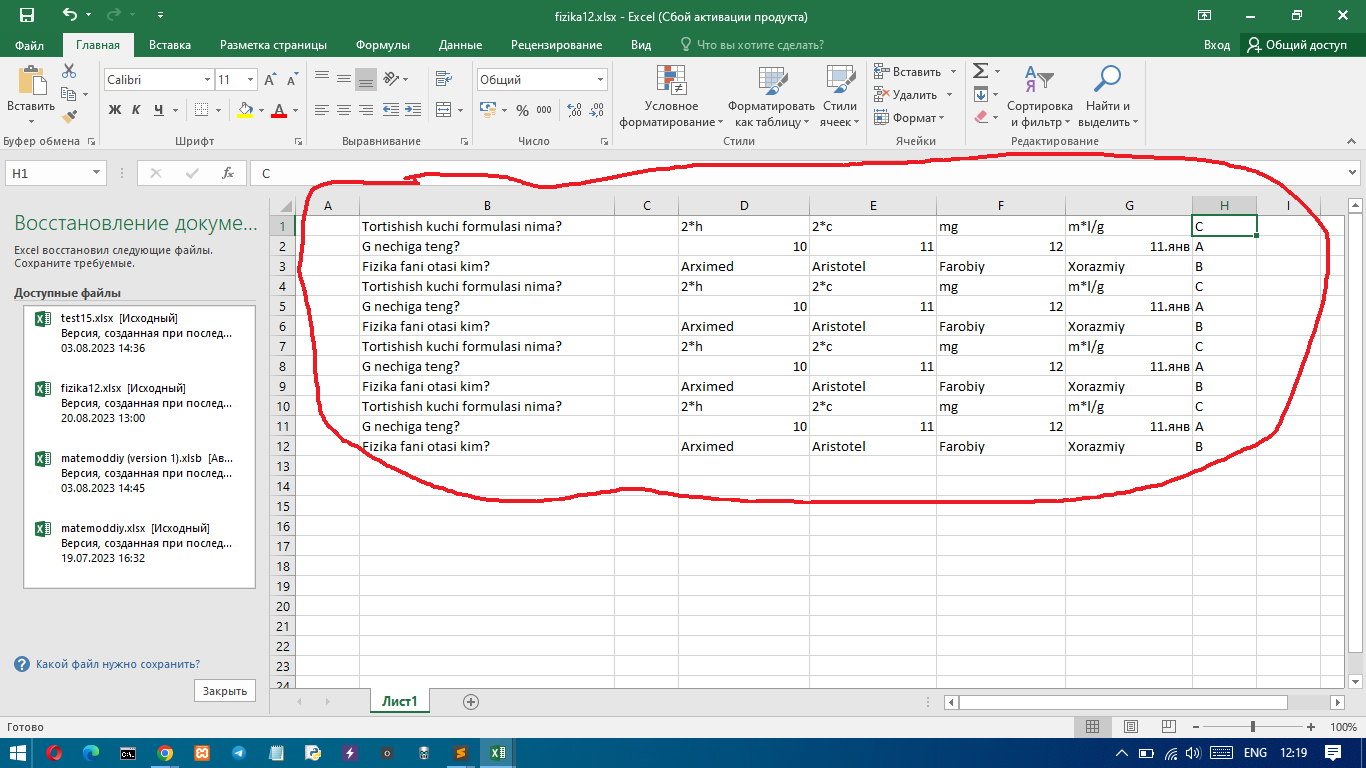 fizika12.xlsx - Excel (Сбой активации продукта)
Файл Главная Вставка Разметка страницы Формулы Данные Рецензирование Вид Что вы хотите сделать? Вход Общий доступ
Calibri 11 Общий
Вставить Ж К Ч А % 000
Условное форматирование Форматировать как таблицу Стили ячеек
Вставить
Удалить
Формат
Сортировка и фильтр Найти и выделить
Буфер обмена Шрифт Выравнивание Число Стили Ячейки Редактирование
H1 fx C
Восстановление докуме...
Excel восстановил следующие файлы.
Сохраните требуемые.
Доступные файлы
test15.xlsx [Исходный]
Версия, созданная при послед...
03.08.2023 14:36
fizika12.xlsx [Исходный]
Версия, созданная при послед...
20.08.2023 13:00
matemoddiy (version 1).xlsb [Ав...
Версия, созданная при послед...
03.08.2023 14:45
matemoddiy.xlsx [Исходный]
Версия, созданная при послед...
19.07.2023 16:32
Какой файл нужно сохранить?
Закрыть
A B C D E F G H I
1 Tortishish kuchi formulasi nima? 2*h 2*c mg m*l/g C
2 G nechiga teng? 10 11 12 11.янв A
3 Fizika fani otasi kim? Arximed Aristotel Farobiy Xorazmiy B
4 Tortishish kuchi formulasi nima? 2*h 2*c mg m*l/g C
5 G nechiga teng? 10 11 12 11.янв A
6 Fizika fani otasi kim? Arximed Aristotel Farobiy Xorazmiy B
7 Tortishish kuchi formulasi nima? 2*h 2*c mg m*l/g C
8 G nechiga teng? 10 11 12 11.янв A
9 Fizika fani otasi kim? Arximed Aristotel Farobiy Xorazmiy B
10 Tortishish kuchi formulasi nima? 2*h 2*c mg m*l/g C
11 G nechiga teng? 10 11 12 11.янв A
12 Fizika fani otasi kim? Arximed Aristotel Farobiy Xorazmiy B
13
14
15
16
17
18
19
20
21
22
23
24
Лист1
Готово 100%
ENG 12:19